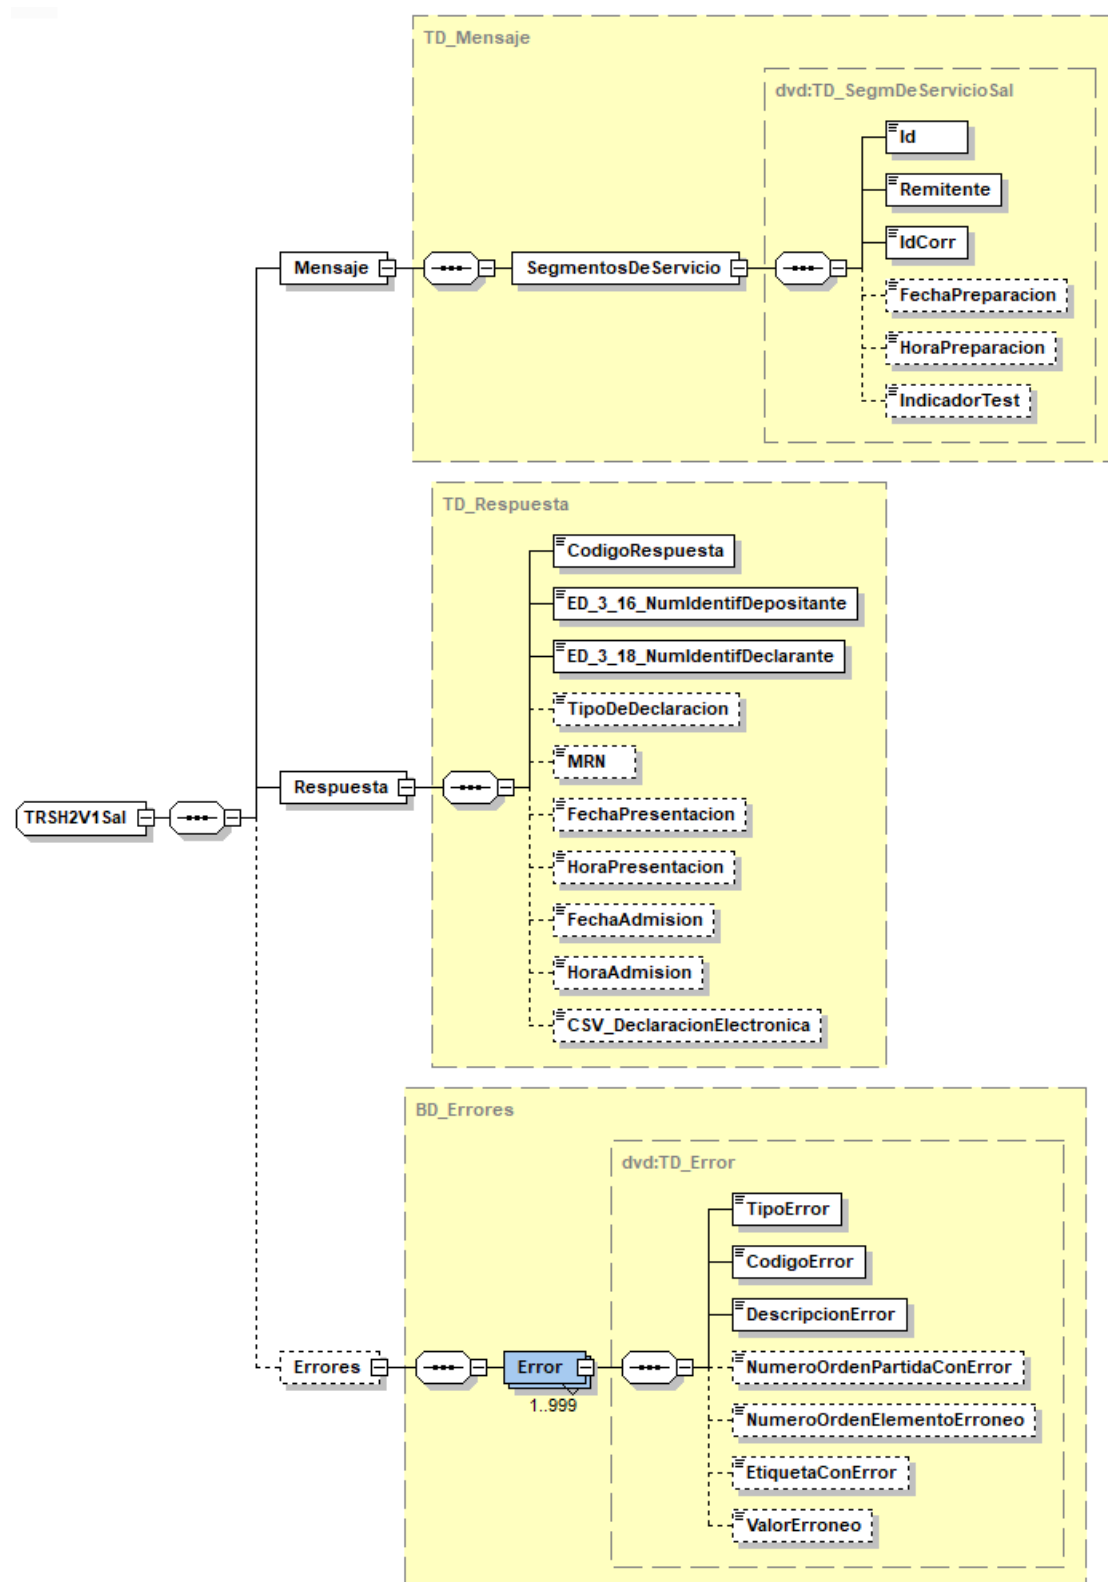 TD_Mensaje
dvd:TD_SegmDeServicioSal
Id
Remitente
IdCorr
Mensaje
SegmentosDeServicio
FechaPreparacion
HoraPreparacion
IndicadorTest
TD_Respuesta
CodigoRespuesta
ED_3_16_NumIdentifDepositante
ED_3_18_NumIdentifDeclarante
TipoDeDeclaracion
MRN
Respuesta
FechaPresentacion
TRSH2V1Sal
HoraPresentacion
FechaAdmision
HoraAdmision
CSV_DeclaracionElectronica
BD_Errores
dvd:TD_Error
TipoError
CodigoError
DescripcionError
Errores
Error
1..999
NumeroOrdenPartidaConError
NumeroOrdenElementoErroneo
EtiquetaConError
ValorErroneo